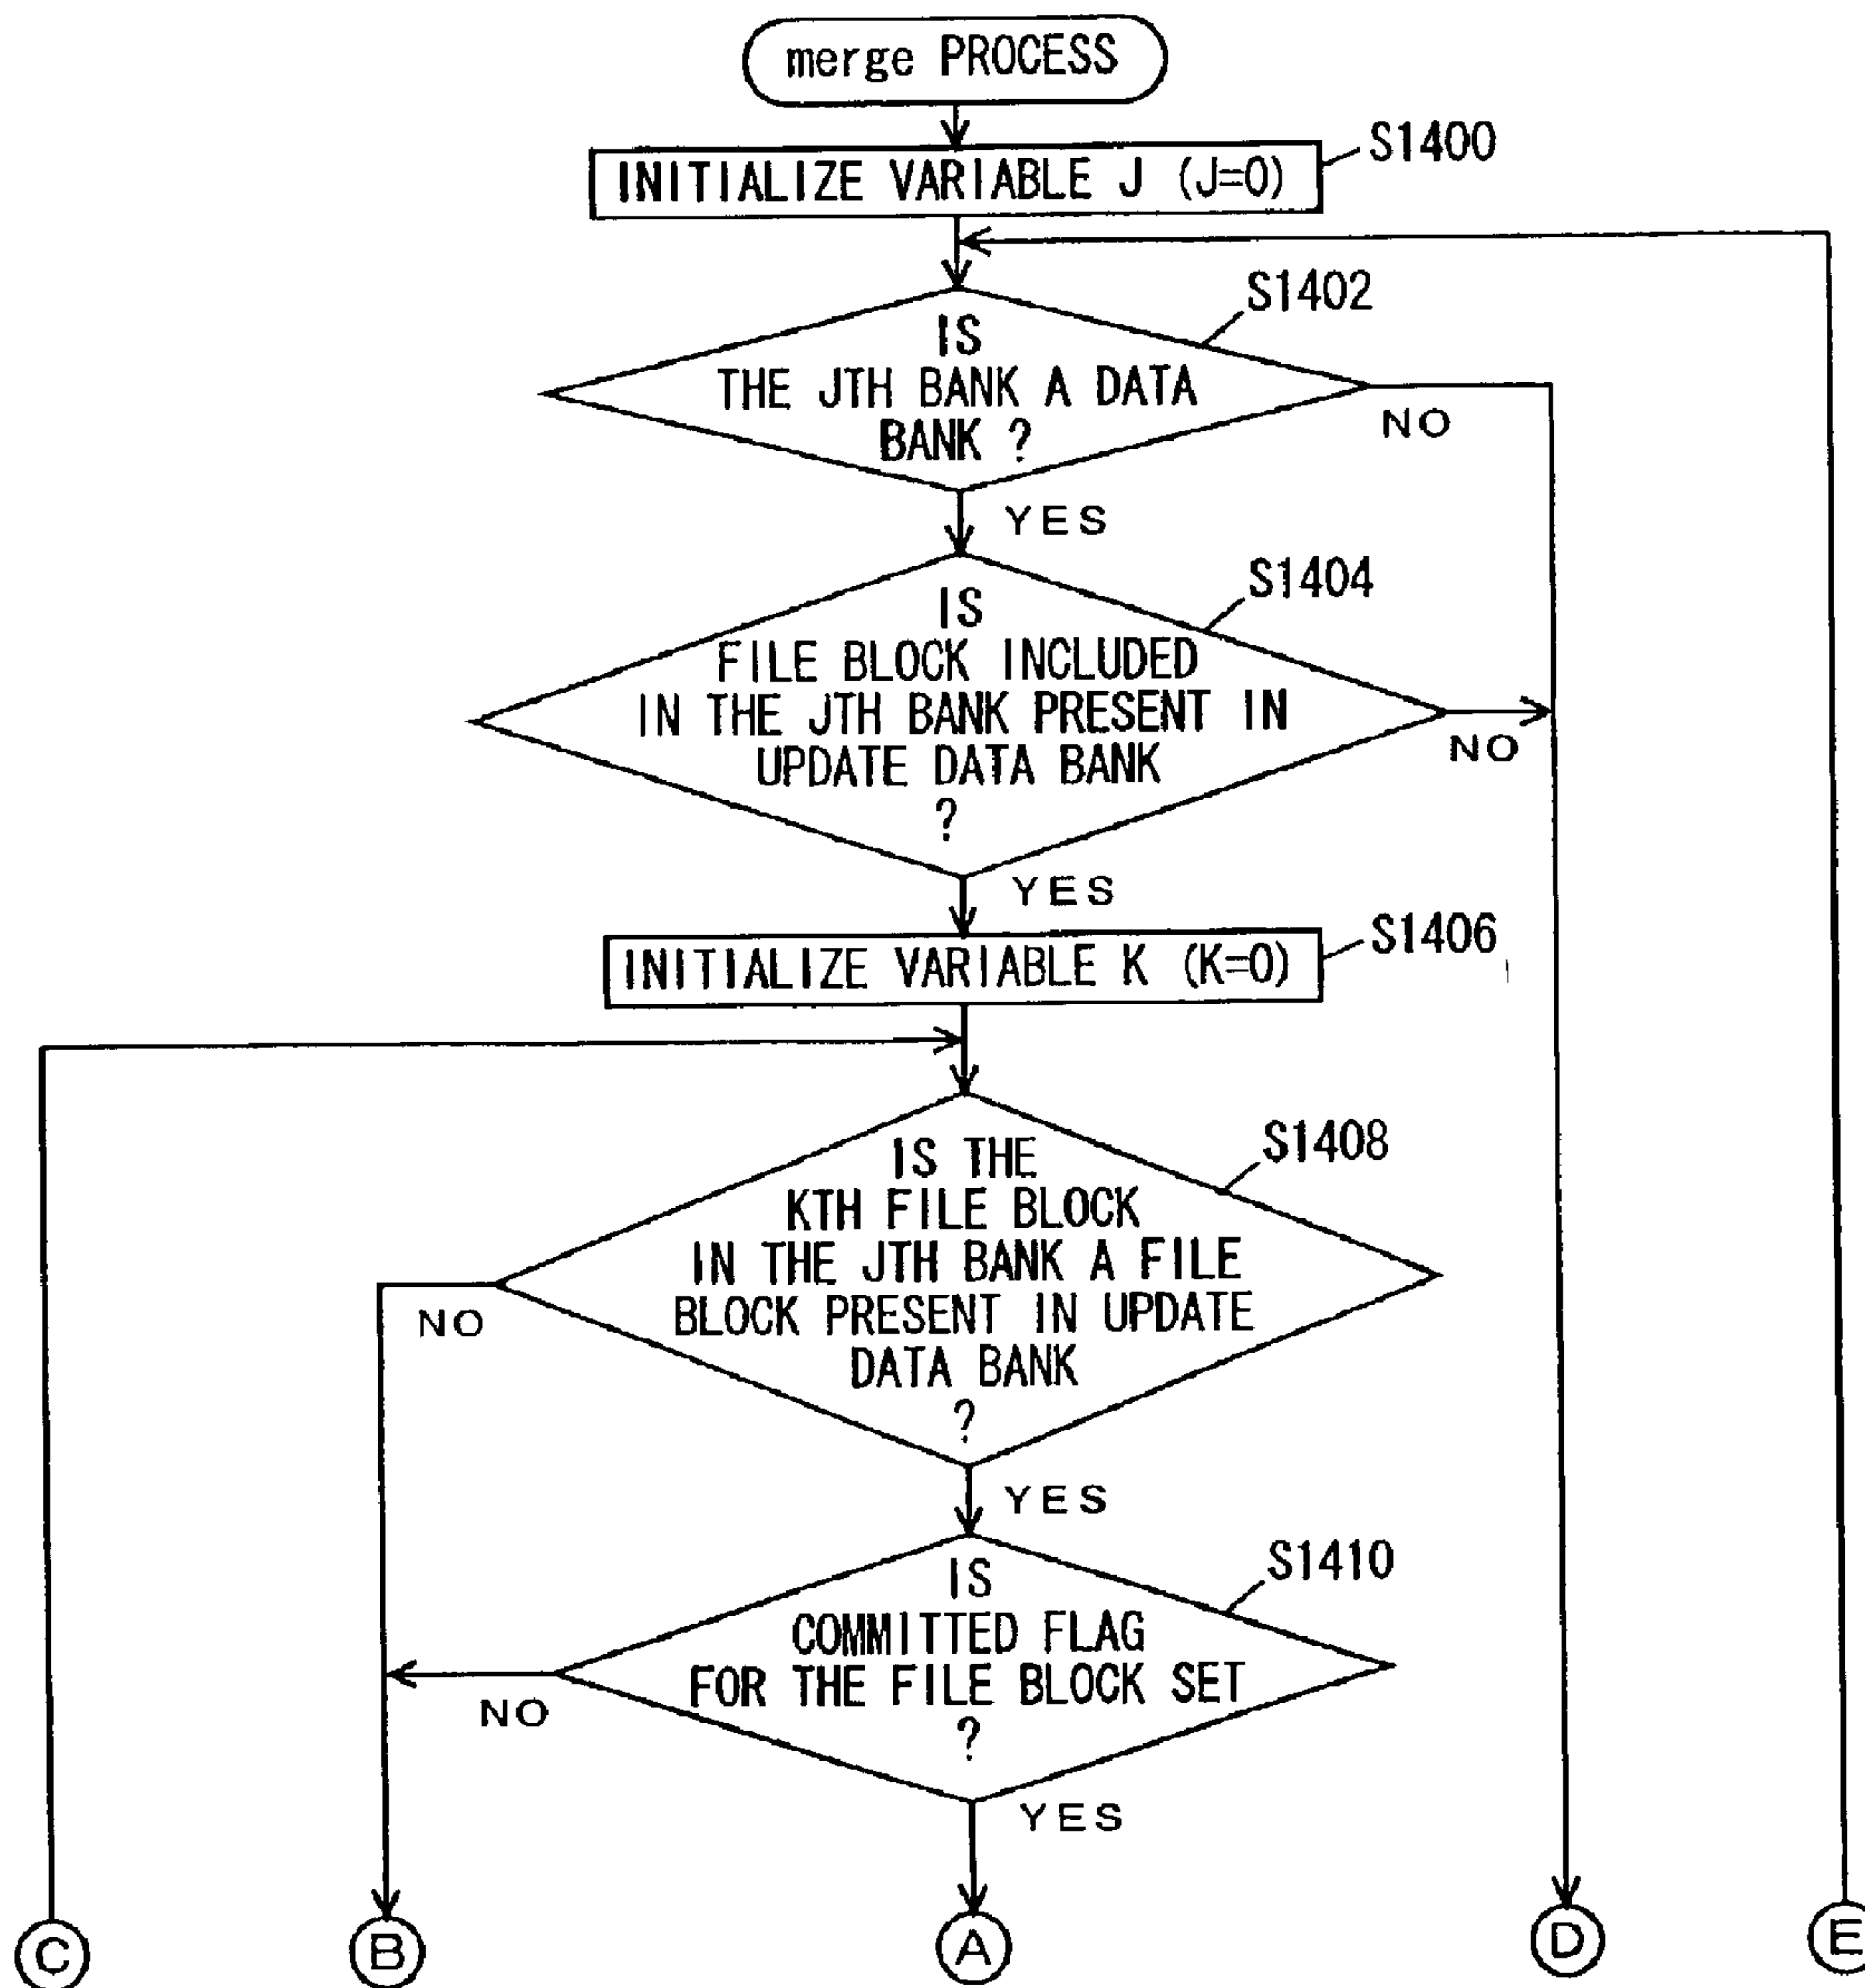 merge PROCESS
S1400
INITIALIZE VARIABLE J (J=0)
S1402
IS
THE JTH BANK A DATA
BANK ?
NO
YES
S1404
IS
FILE BLOCK INCLUDED
IN THE JTH BANK PRESENT IN
UPDATE DATA BANK
?
NO
YES
S1406
INITIALIZE VARIABLE K (K=0)
S1408
IS THE
KTH FILE BLOCK
IN THE JTH BANK A FILE
BLOCK PRESENT IN UPDATE
DATA BANK
?
NO
YES
S1410
IS
COMMITTED FLAG
FOR THE FILE BLOCK SET
?
NO
YES
C
B
A
D
E